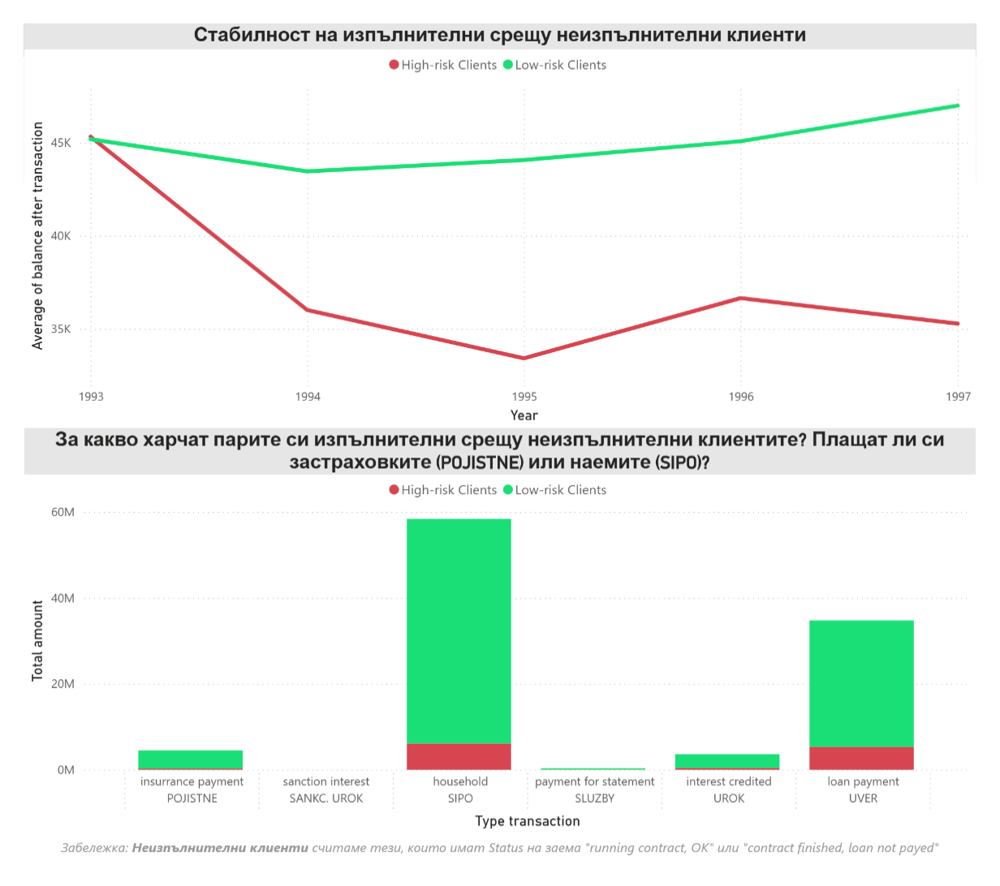 Стабилност на изпълнителни срещу неизпълнителни клиенти
High-risk Clients Low-risk Clients
Average of balance after transaction
45K
40K
35K
1993 1994 1995 1996 1997
Year
За какво харчат парите си изпълнителни срещу неизпълнителни клиентите? Плащат ли си
застраховките (POJISTNE) или наемите (SIPO)?
High-risk Clients Low-risk Clients
Total amount
60M
40M
20M
0M
insurrance payment sanction interest household payment for statement interest credited loan payment
POJISTNE SANKC. UROK SIPO SLUZBY UROK UVER
Type transaction
Забележка: Неизпълнителни клиенти считаме тези, които имат Status на заема "running contract, OK" или "contract finished, loan not payed"